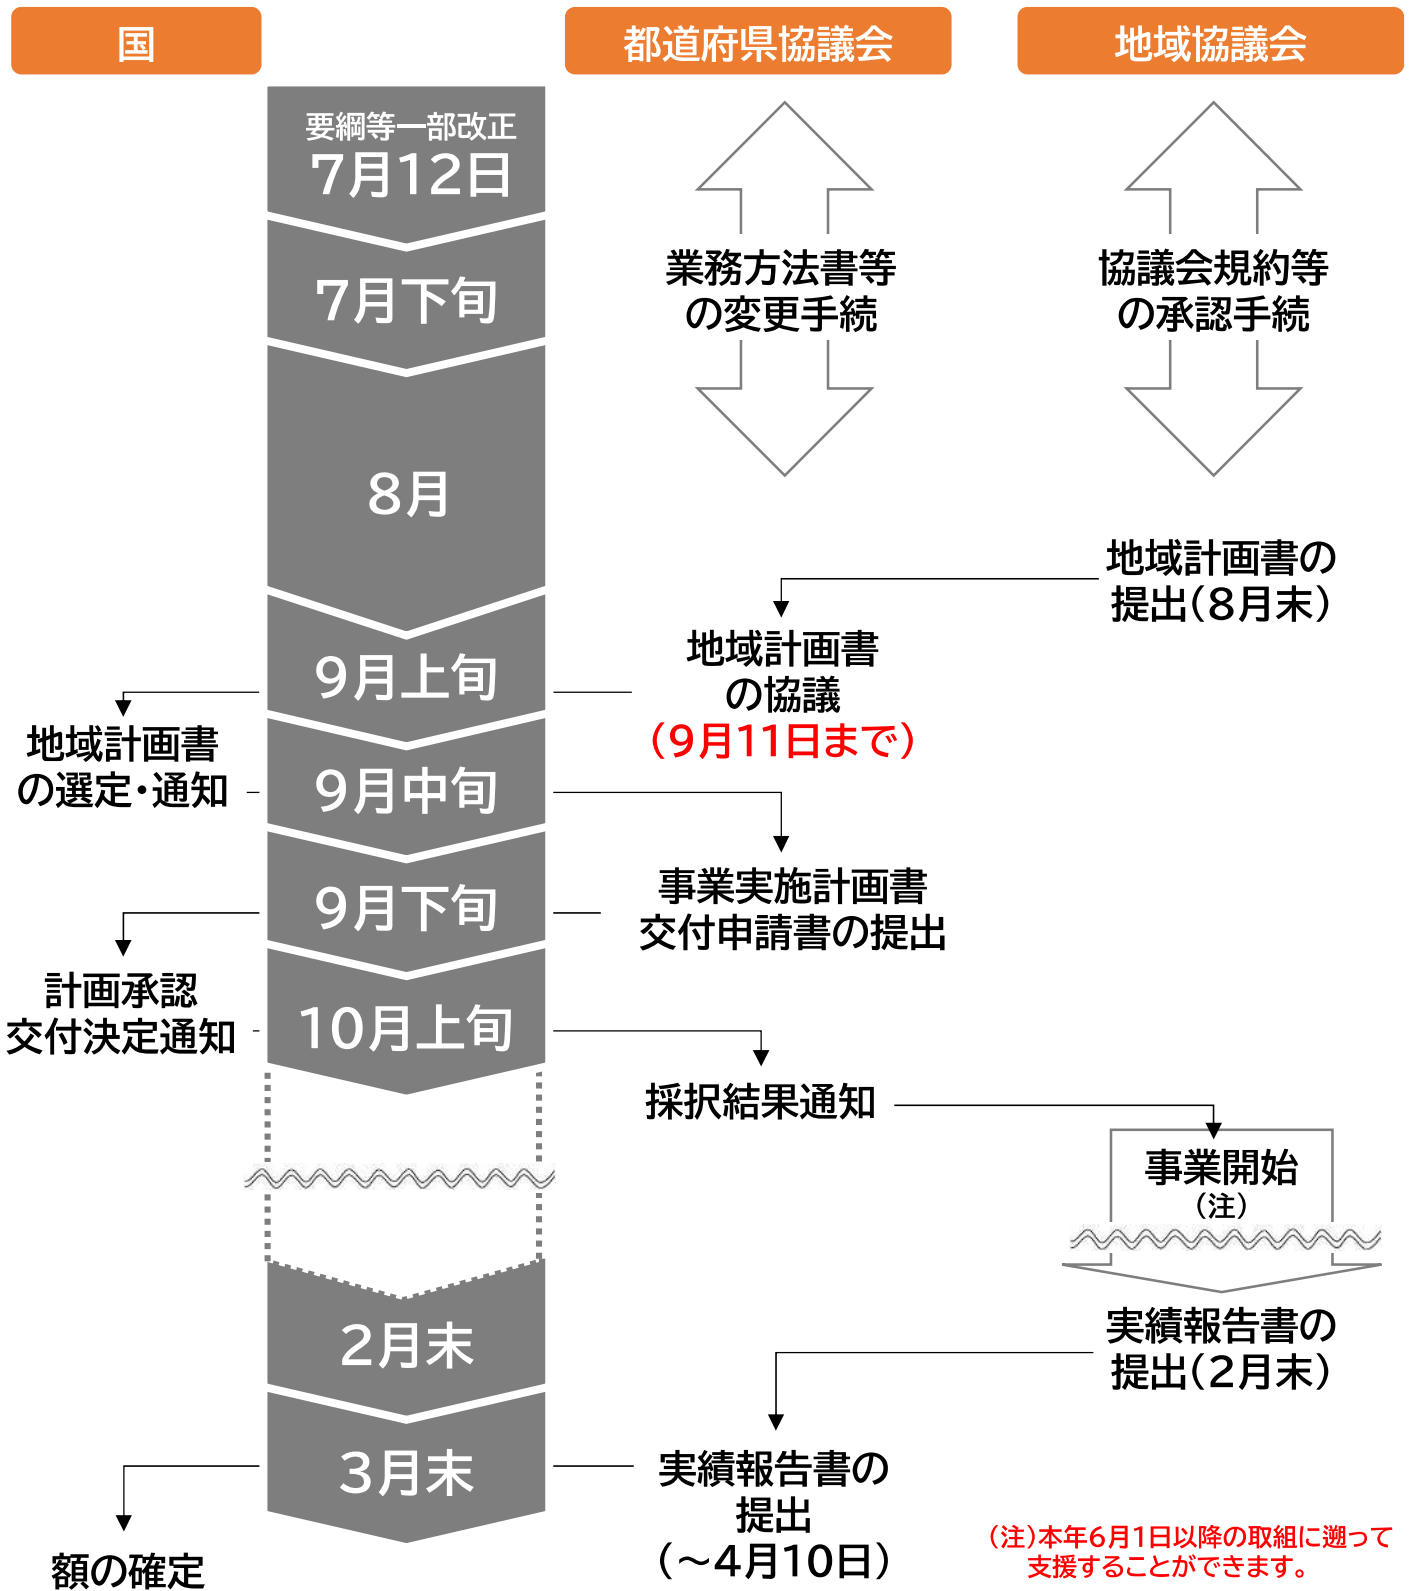 国
都道府県協議会
地域協議会
要綱等一部改正
7月12日
7月下旬
業務方法書等
の変更手続
協議会規約等
の承認手続
8月
地域計画書の
提出(8月末)
地域計画書
の協議
(9月11日まで)
9月上旬
地域計画書
の選定・通知
9月中旬
事業実施計画書
交付申請書の提出
9月下旬
計画承認
交付決定通知
10月上旬
採択結果通知
事業開始
(注)
実績報告書の
提出(2月末)
2月末
3月末
実績報告書の
提出
(~4月10日)
額の確定
(注)本年6月1日以降の取組に遡って
支援することができます。